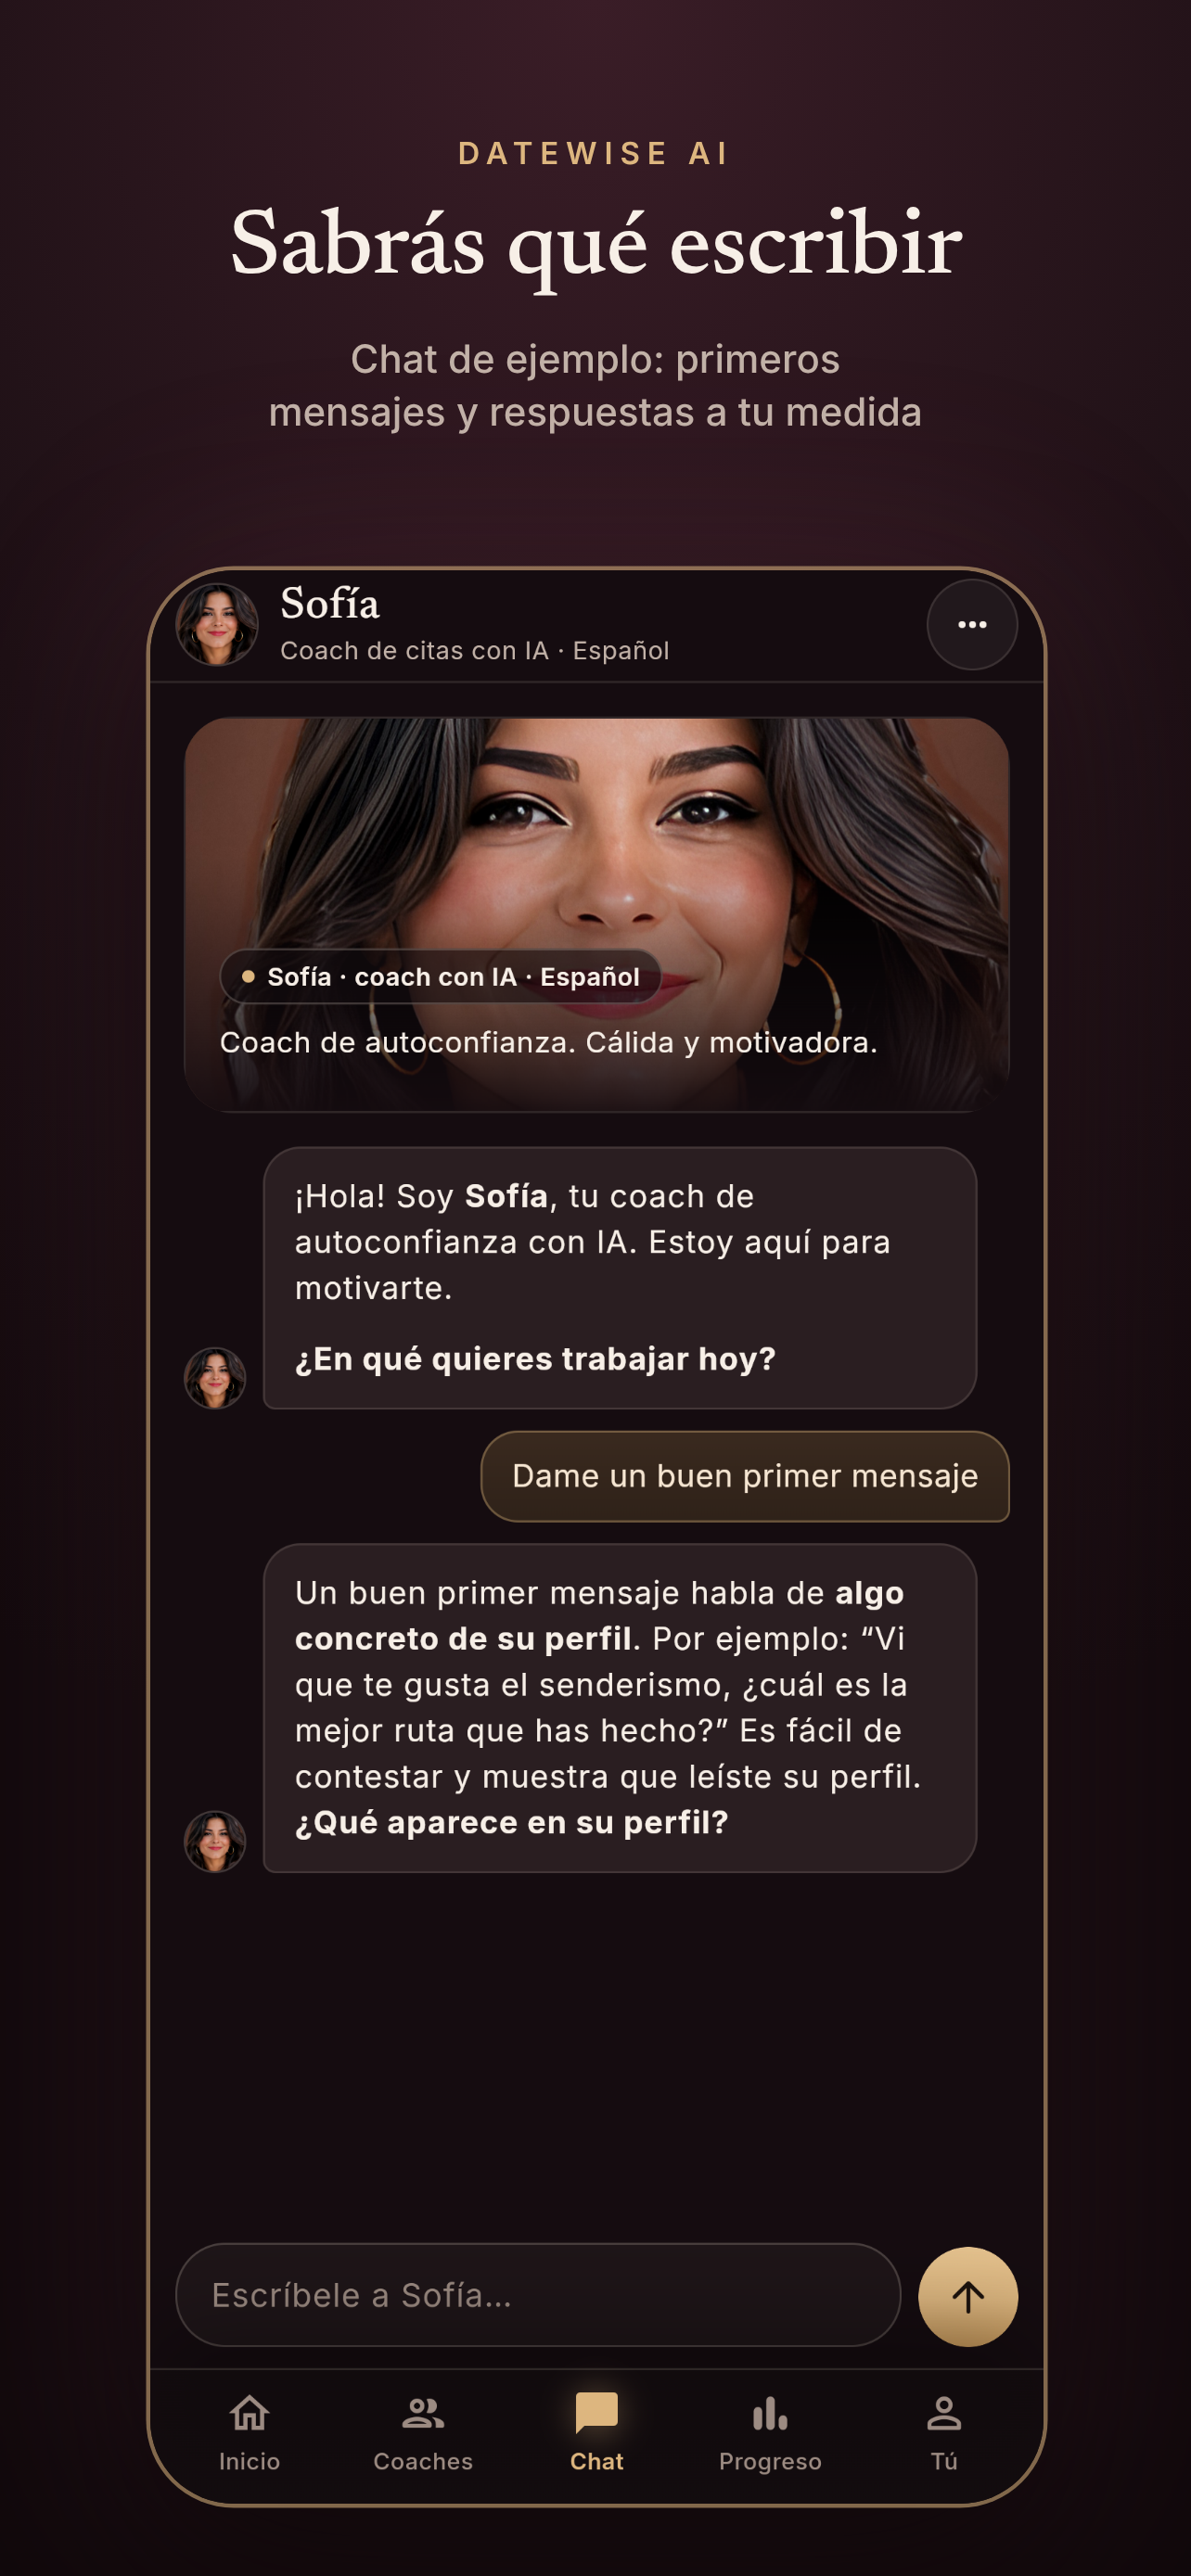 DATEWISE AI
Sabrás qué escribir
Chat de ejemplo: primeros
mensajes y respuestas a tu medida
Sofía
Coach de citas con IA · Español
Sofía · coach con IA · Español
Coach de autoconfianza. Cálida y motivadora.
¡Hola! Soy Sofía, tu coach de
autoconfianza con IA. Estoy aquí para
motivarte.
¿En qué quieres trabajar hoy?
Dame un buen primer mensaje
Un buen primer mensaje habla de algo
concreto de su perfil. Por ejemplo: “Vi
que te gusta el senderismo, ¿cuál es la
mejor ruta que has hecho?” Es fácil de
contestar y muestra que leíste su perfil.
¿Qué aparece en su perfil?
Escríbele a Sofía...
Inicio
Coaches
Chat
Progreso
Tú